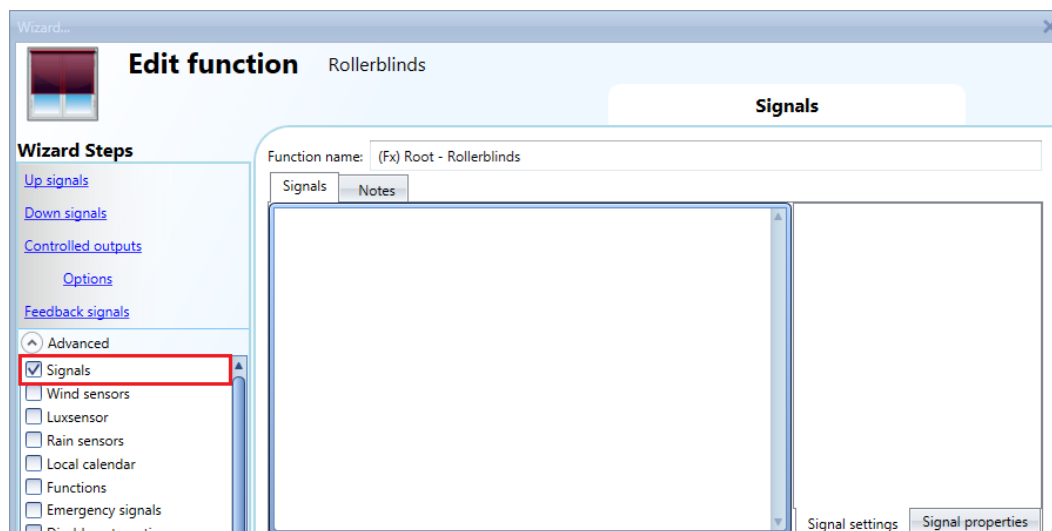 Wizard...
Edit function Rollerblinds
Signals
Wizard Steps
Up signals
Down signals
Controlled outputs
Options
Feedback signals
Advanced
Signals
Wind sensors
Luxsensor
Rain sensors
Local calendar
Functions
Emergency signals
Function name: (Fx) Root - Rollerblinds
Signals Notes
Signal settings Signal properties